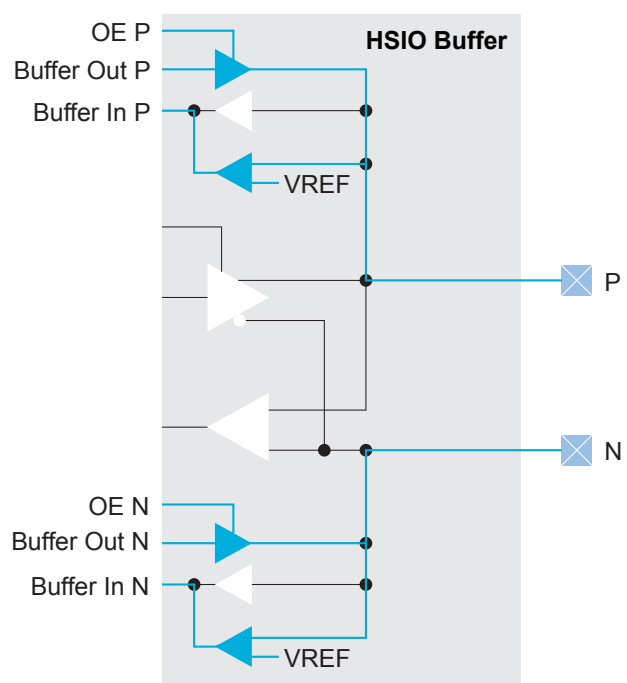 OE P
HSIO Buffer
Buffer Out P
Buffer In P
VREF
P
N
OE N
Buffer Out N
Buffer In N
VREF